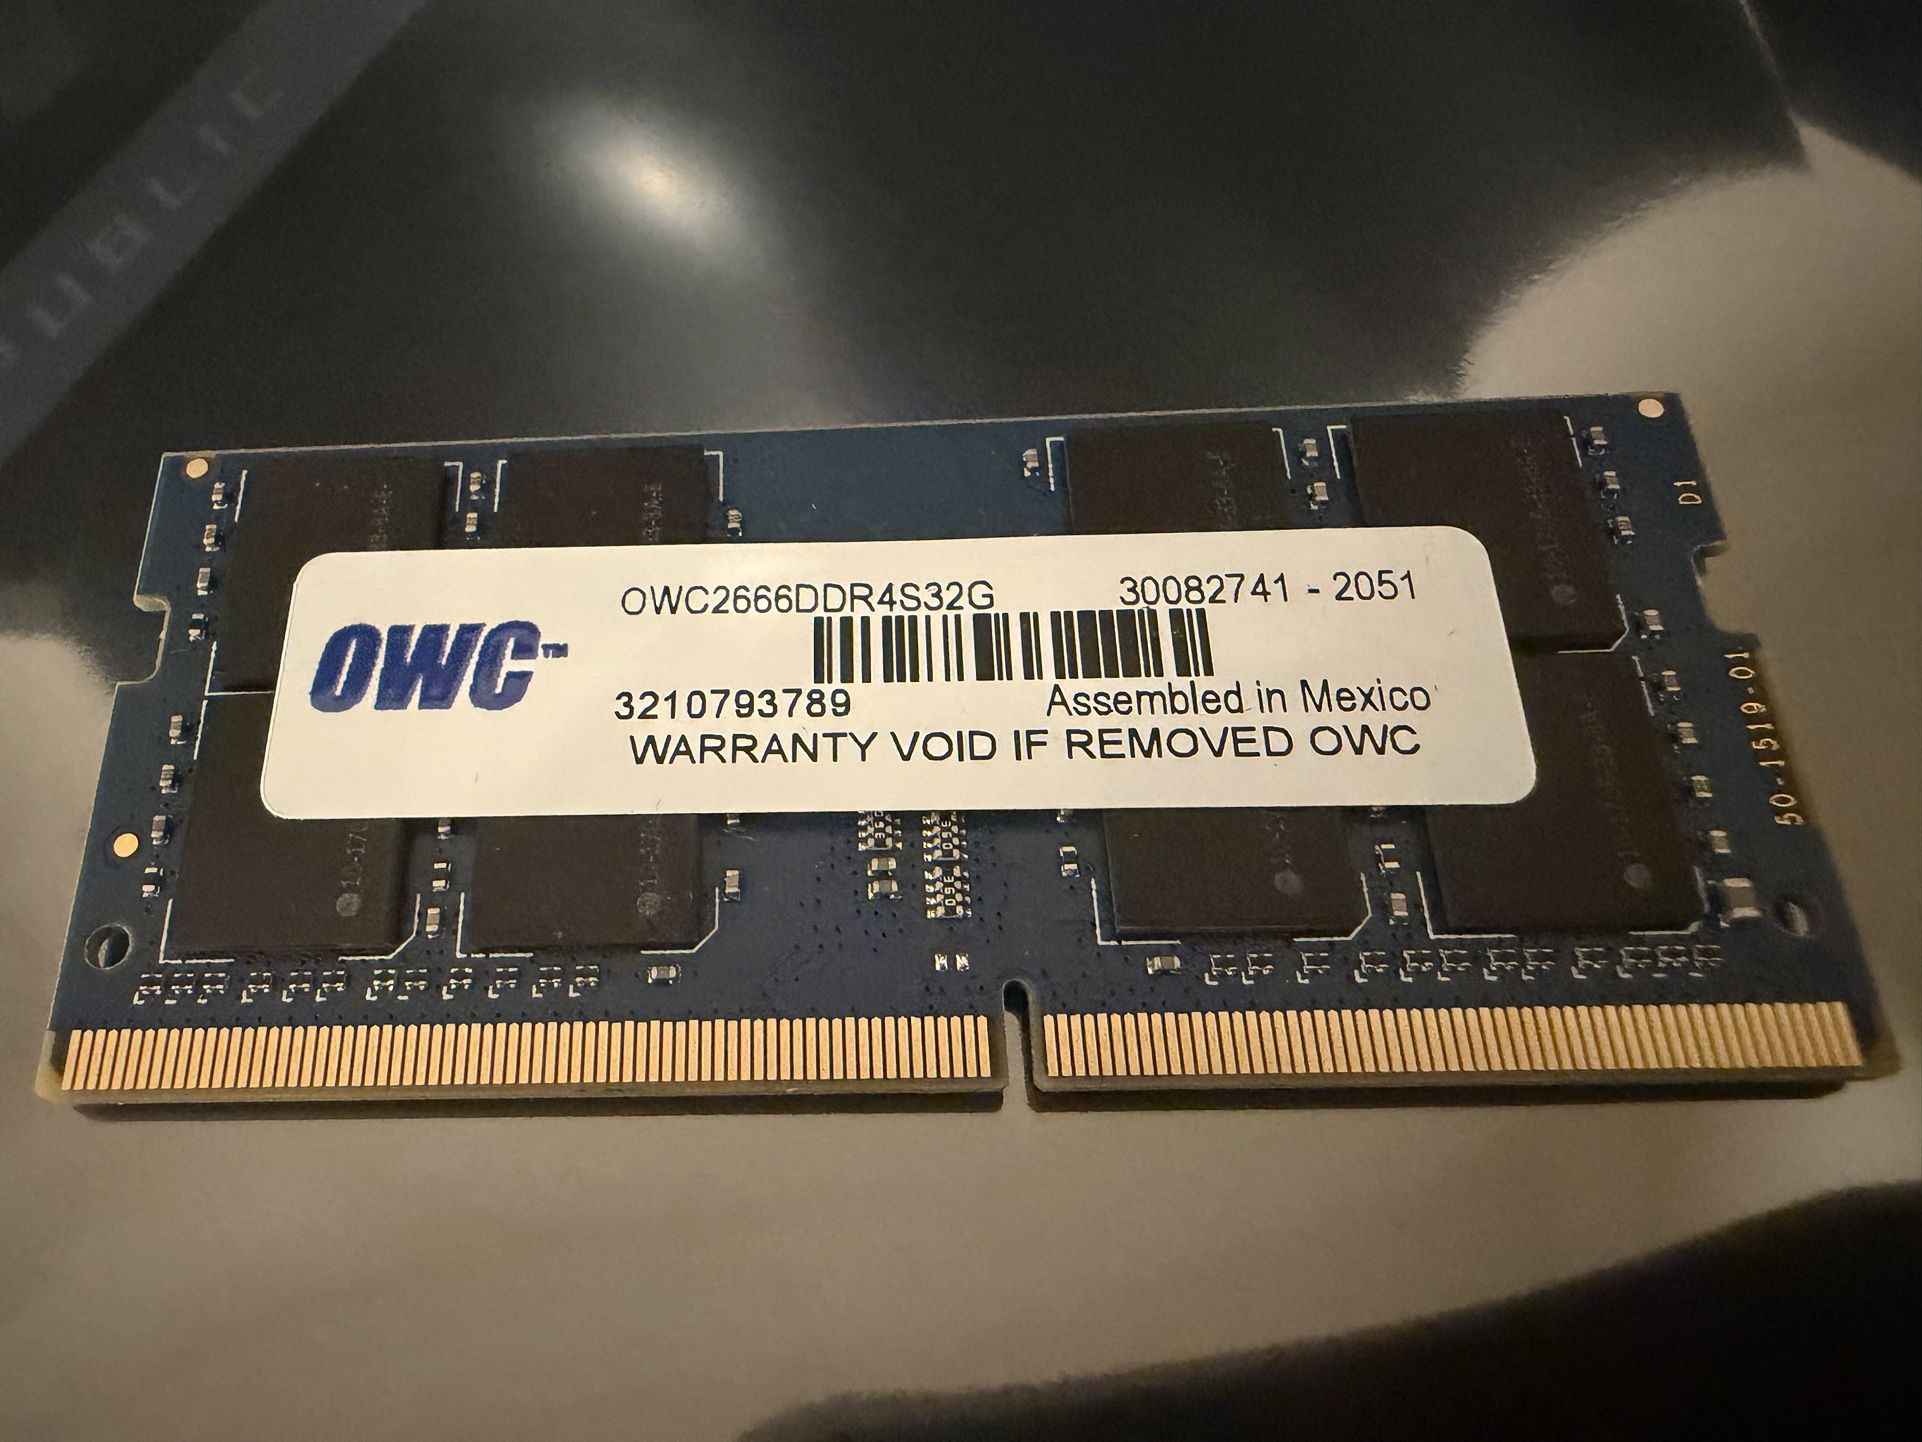 D1
OWC2666DDR4S32G 30082741 - 2051
OWC™
3210793789 Assembled in Mexico
WARRANTY VOID IF REMOVED OWC
50-1519-01